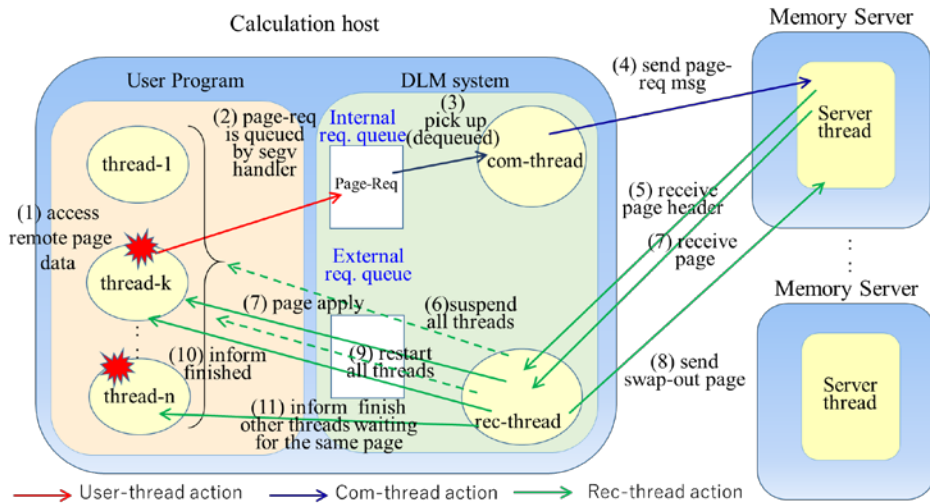 Calculation host
Memory Server
User Program
DLM system
(1) access
remote page
data
thread-1
thread-k
thread-n
(2) page-req
is queued
by segv
handler
Internal
req. queue
Page-Req
(3)
pick up
(dequeued)
com-thread
(4) send page-
req msg
Server
thread
(5) receive
page header
(7) receive
page
External
req. queue
(7) page apply
(6)suspend
all threads
(9) restart
all threads
(10) inform
finished
(11) inform finish
other threads waiting
for the same page
rec-thread
(8) send
swap-out page
Memory Server
Server
thread
User-thread action
Com-thread action
Rec-thread action